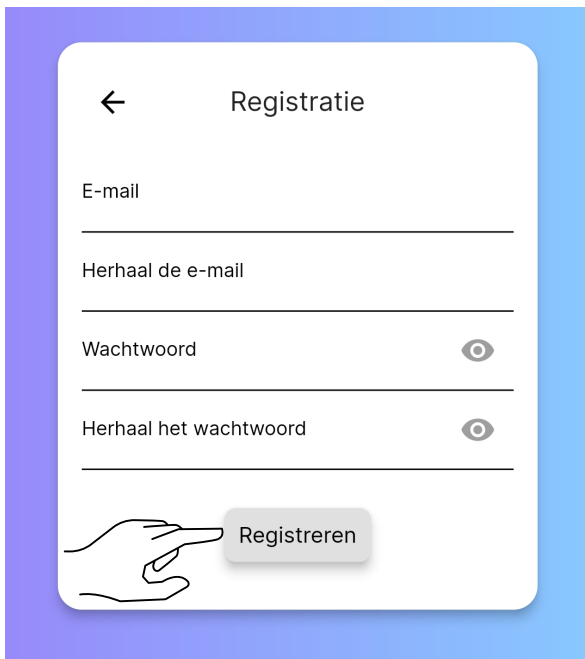 Registratie
E-mail
Herhaal de e-mail
Wachtwoord
Herhaal het wachtwoord
Registreren